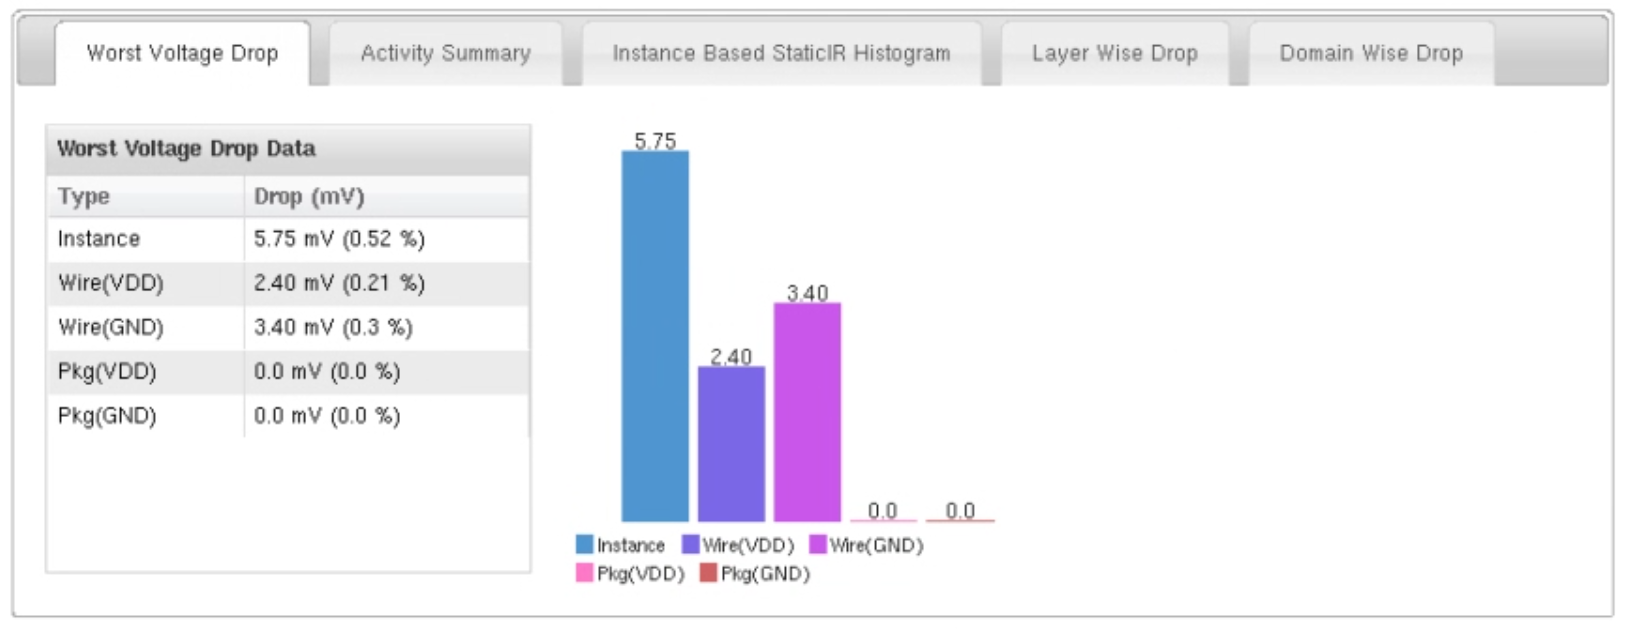 Worst Voltage Drop Activity Summary Instance Based StaticIR Histogram Layer Wise Drop Domain Wise Drop
Worst Voltage Drop Data
Type Drop (mV)
Instance 5.75 mV (0.52 %)
Wire(VDD) 2.40 mV (0.21 %)
Wire(GND) 3.40 mV (0.3 %)
Pkg(VDD) 0.0 mV (0.0 %)
Pkg(GND) 0.0 mV (0.0 %)
5.75
2.40
3.40
0.0
0.0
Instance Wire(VDD) Wire(GND)
Pkg(VDD) Pkg(GND)